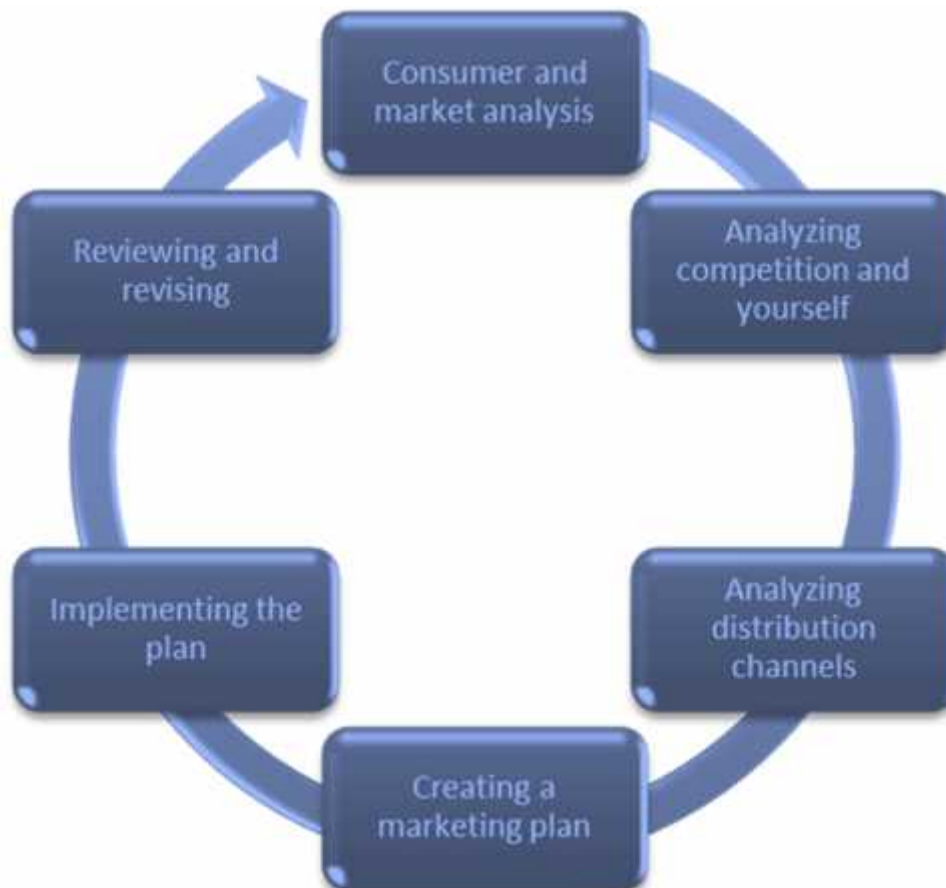 Consumer and
market analysis
Analyzing
competition and
yourself
Analyzing
distribution
channels
Creating a
marketing plan
Implementing the
plan
Reviewing and
revising